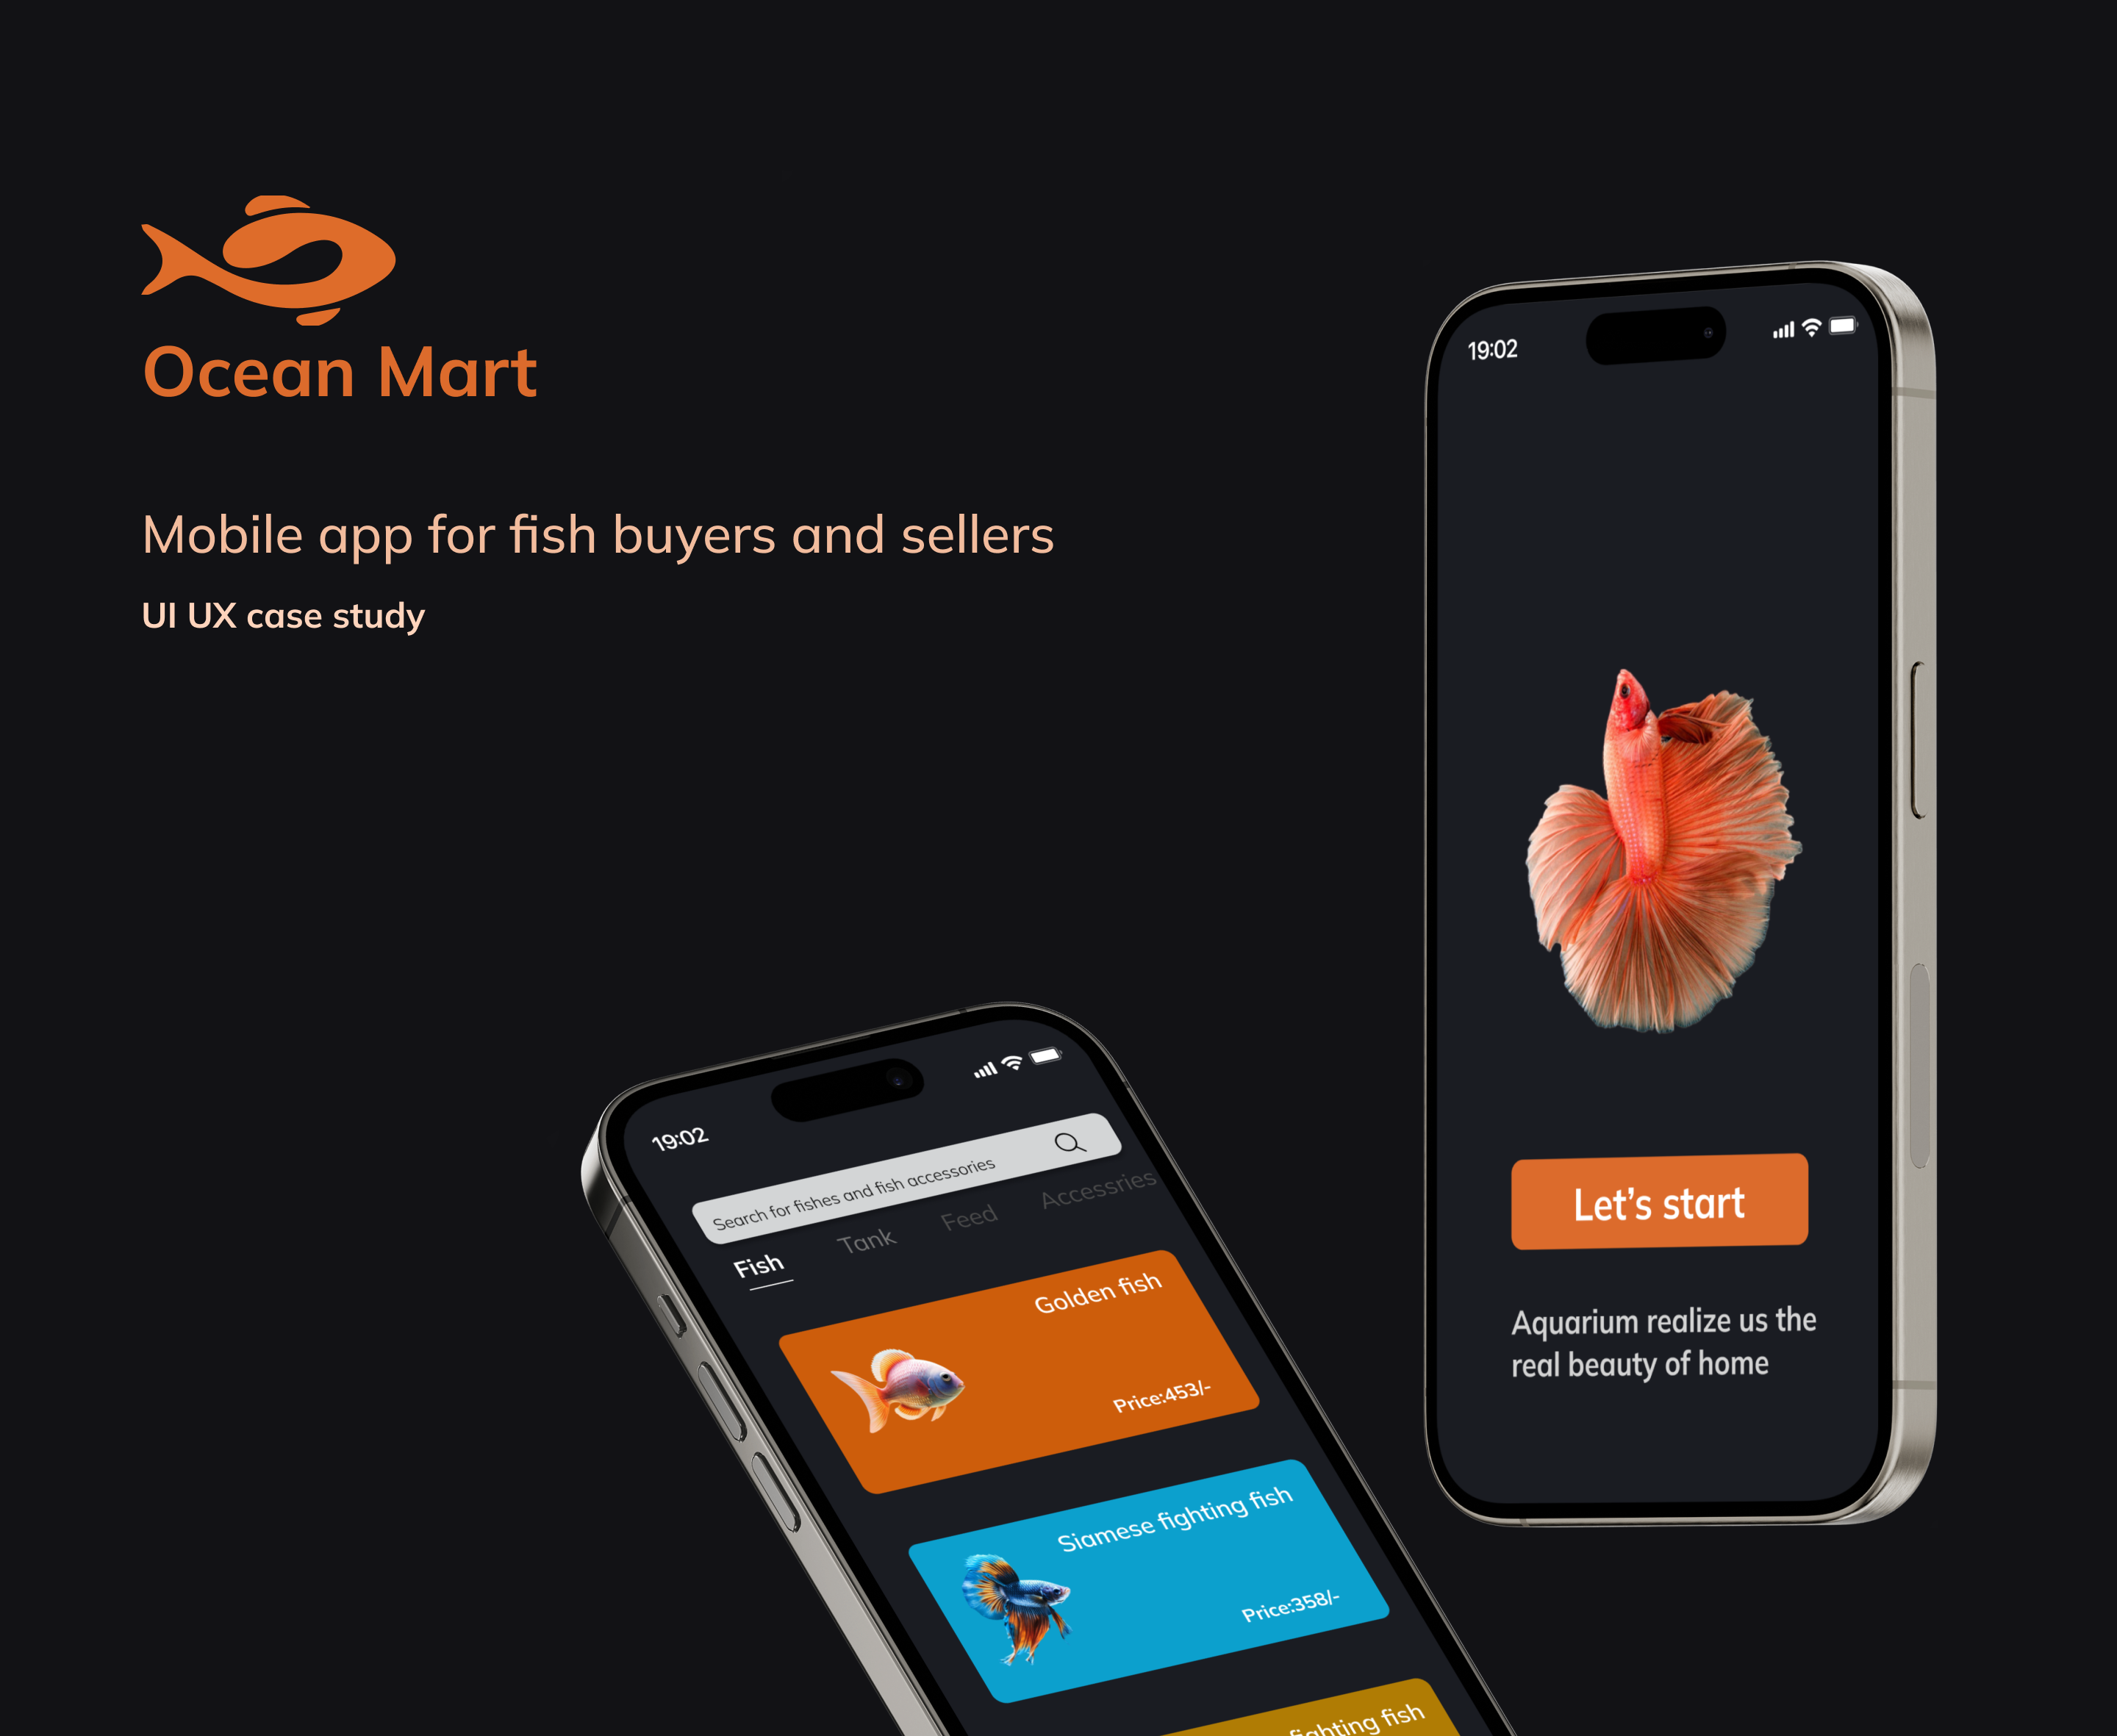 Ocean Mart
Mobile app for fish buyers and sellers
UI UX case study
19:02
Let's start
Aquarium realize us the
real beauty of home
19:02
Search for fishes and fish accessories
Fish
Tank
Feed
Accessries
Golden fish
Price:453/-
Siamese fighting fish
Price:358/-
fighting fish